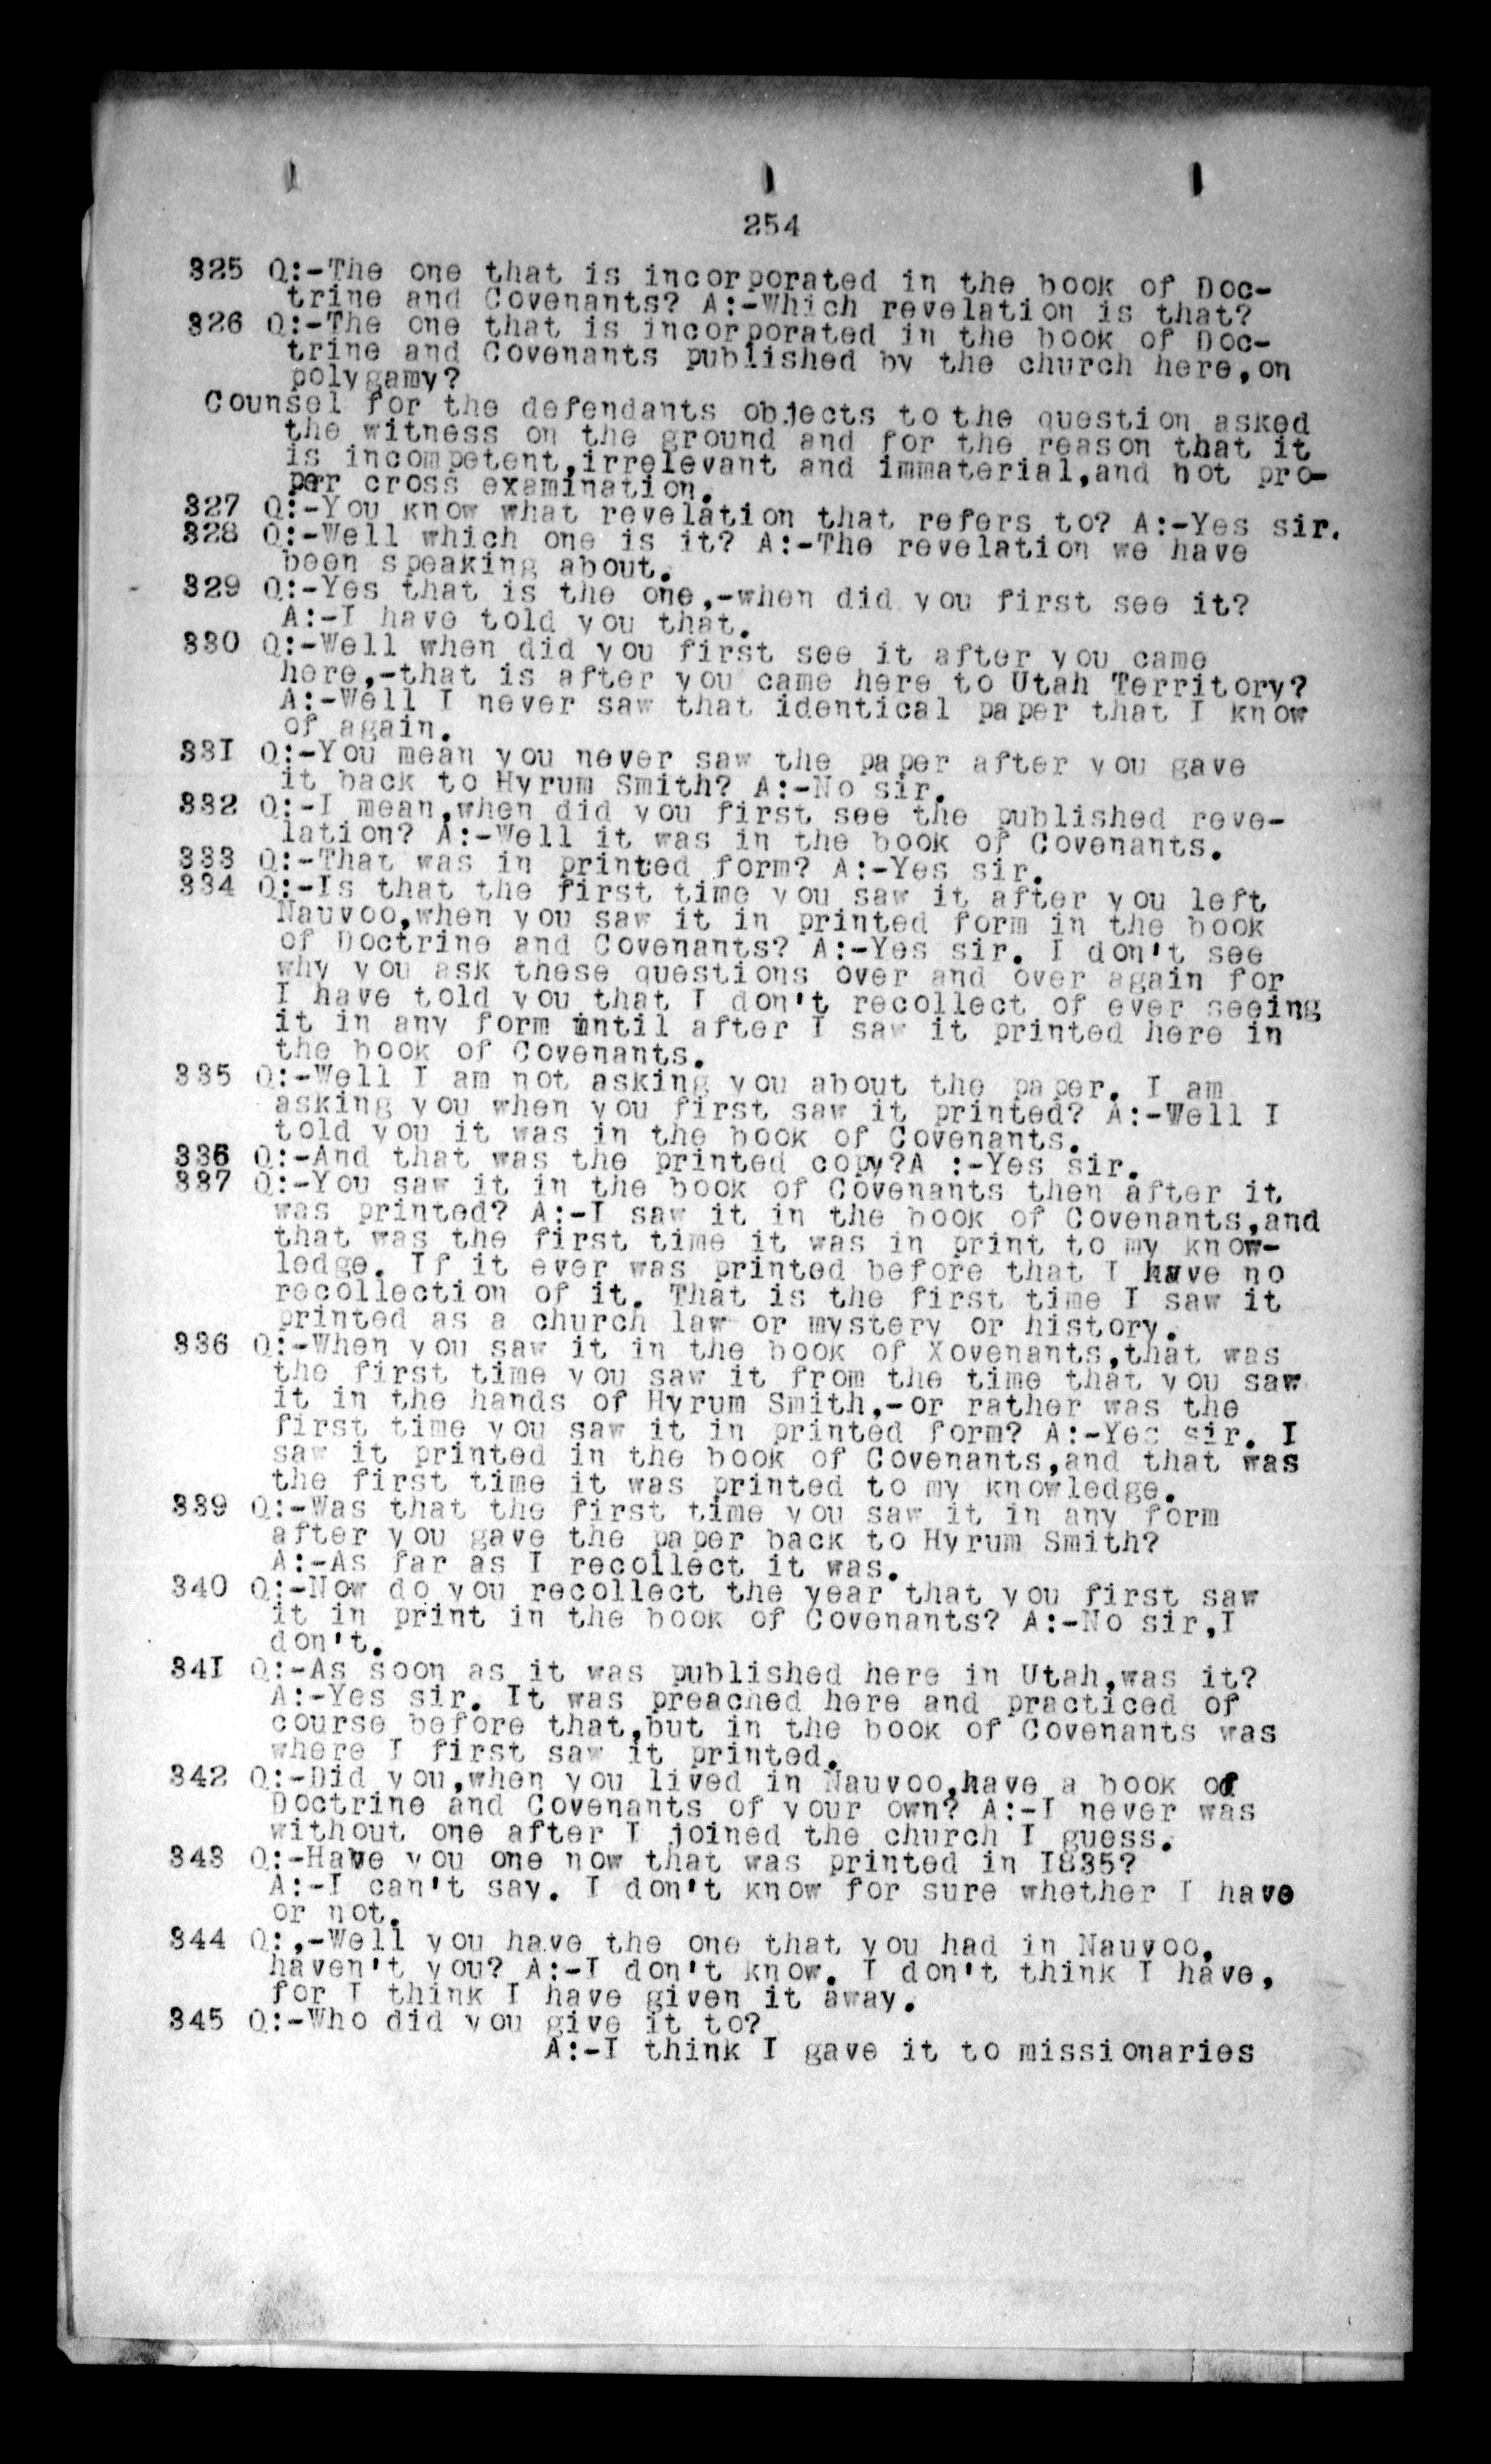 254
325 Q:-The one that is incorporated in the book of Doc-
trine and Covenants? A:-Which revelation is that?
326 Q:-The one that is incorporated in the book of Doc-
trine and Covenants published by the church here,on
polygamy?
Counsel for the defendants objects to the question asked
the witness on the ground and for the reason that it
is incompetent,irrelevant and immaterial,and not pro-
perr cross examination.
327 Q:-You know what revelation that refers to? A:-Yes sir.
328 Q:-Well which one is it? A:-The revelation we have
been speaking about.
329 Q:-Yes that is the one,-when did you first see it?
A:-I have told you that.
330 Q:-Well when did you first see it after you came
here,-that is after you came here to Utah Territory?
A:-Well I never saw that identical paper that I know
of again.
331 Q:-You mean you never saw the paper after you gave
it back to Hyrum Smith? A:-No sir.
332 Q:-I mean,when did you first see the published reve-
lation? A:-Well it was in the book of Covenants.
333 Q:-That was in printed form? A:-Yes sir.
334 Q:-Is that the first time you saw it after you left
Nauvoo,when you saw it in printed form in the book
of Doctrine and Covenants? A:-Yes sir. I don't see
why you ask these questions over and over again for
I have told you that I don't recollect of ever seeing
it in any form until after I saw it printed here in
the book of Covenants.
335 Q:-Well I am not asking you about the paper. I am
asking you when you first saw it printed? A:-Well I
told you it was in the book of Covenants.
336 Q:-And that was the printed copy?A :-Yes sir.
337 Q:-You saw it in the book of Covenants then after it
was printed? A:-I saw it in the book of Covenants,and
that was the first time it was in print to my know-
ledge. If it ever was printed before that I have no
recollection of it. That is the first time I saw it
printed as a church law or mystery or history.
336 Q:-When you saw it in the book of Xovenants,that was
the first time you saw it from the time that you saw
it in the hands of Hyrum Smith,-or rather was the
first time you saw it in printed form? A:-Yes sir. I
saw it printed in the book of Covenants,and that was
the first time it was printed to my knowledge.
339 Q:-Was that the first time you saw it in any form
after you gave the paper back to Hyrum Smith?
A:-As far as I recollect it was.
340 Q:-Now do you recollect the year that you first saw
it in print in the book of Covenants? A:-No sir,I
don't.
34I Q:-As soon as it was published here in Utah,was it?
A:-Yes sir. It was preached here and practiced of
course before that,but in the book of Covenants was
where I first saw it printed.
342 Q:-Did you,when you lived in Nauvoo,have a book of
Doctrine and Covenants of your own? A:-I never was
without one after I joined the church I guess.
343 Q:-Have you one now that was printed in I835?
A:-I can't say. I don't know for sure whether I have
or not.
344 Q:,-Well you have the one that you had in Nauvoo,
haven't you? A:-I don't know. I don't think I have,
for I think I have given it away.
345 Q:-Who did you give it to?
A:-I think I gave it to missionaries